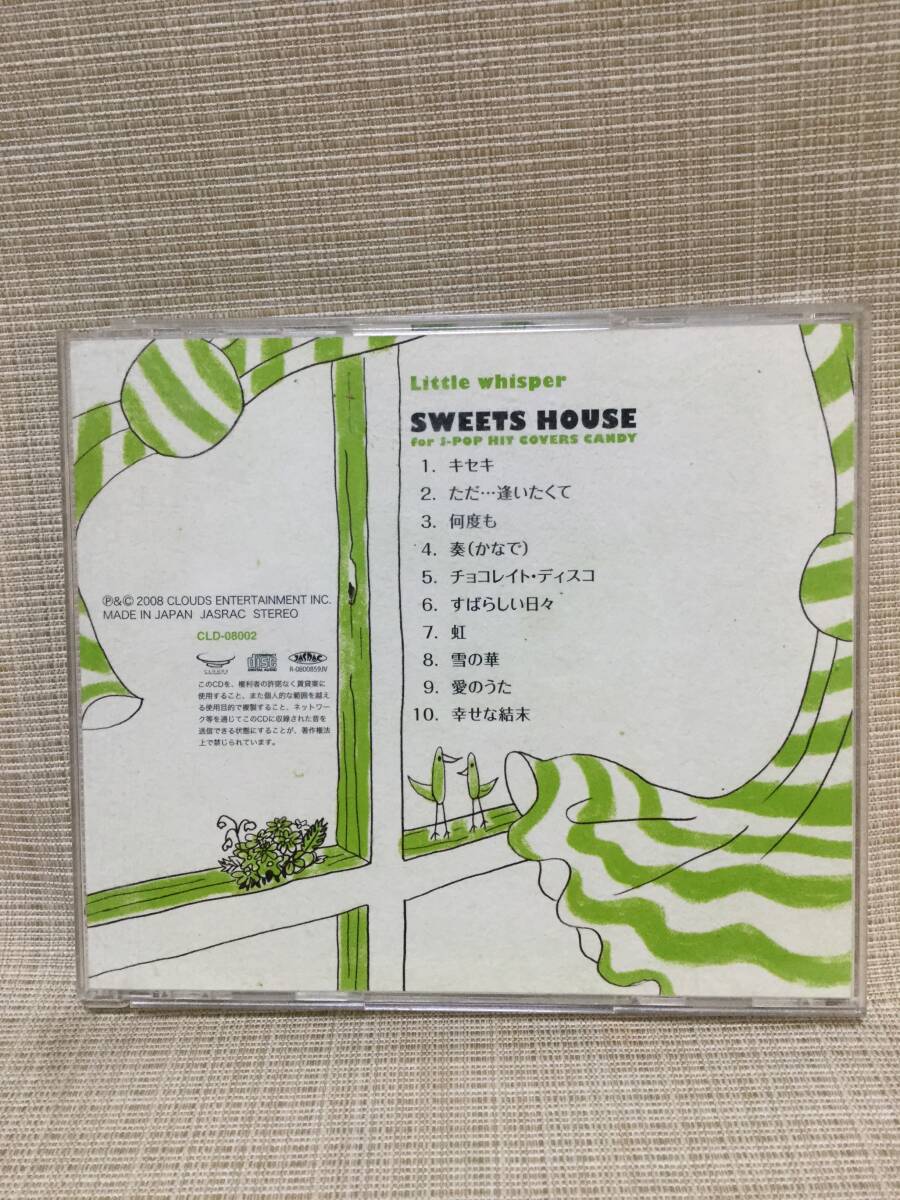 Little whisper
SWEETS HOUSE
for J-POP HIT COVERS CANDY
1. キセキ
2. ただ…逢いたくて
3. 何度も
4. 奏(かなで)
5. チョコレイト・ディスコ
6. すばらしい日々
7. 虹
8. 雪の華
9. 愛のうた
10. 幸せな結末
℗&© 2008 CLOUDS ENTERTAINMENT INC.
MADE IN JAPAN JASRAC STEREO
CLD-08002
CLOUDS
COMPACT disc DIGITAL AUDIO
JASRAC
R-0800859JV
このCDを、権利者の許諾なく賃貸業に
使用すること、また個人的な範囲を越え
る使用目的で複製すること、ネットワー
ク等を通じてこのCDに収録された音を
送信できる状態にすることが、著作権法
上で禁じられています。